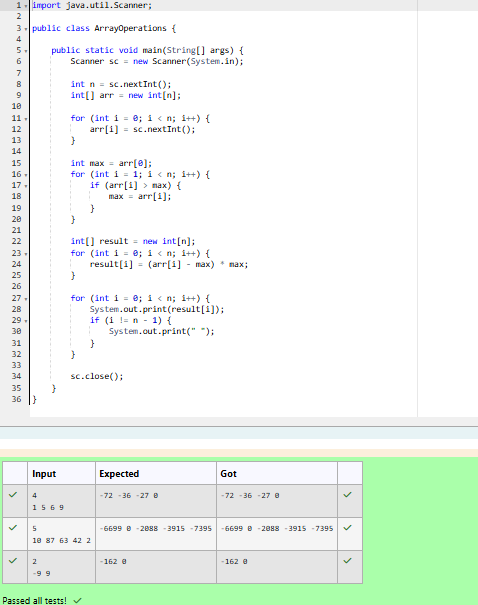 1 import java.util.Scanner;
2
3 public class ArrayOperations {
4
5     public static void main(String[] args) {
6         Scanner sc = new Scanner(System.in);
7
8         int n = sc.nextInt();
9         int[] arr = new int[n];
10
11         for (int i = 0; i < n; i++) {
12             arr[i] = sc.nextInt();
13         }
14
15         int max = arr[0];
16         for (int i = 1; i < n; i++) {
17             if (arr[i] > max) {
18                 max = arr[i];
19             }
20         }
21
22         int[] result = new int[n];
23         for (int i = 0; i < n; i++) {
24             result[i] = (arr[i] - max) * max;
25         }
26
27         for (int i = 0; i < n; i++) {
28             System.out.print(result[i]);
29             if (i != n - 1) {
30                 System.out.print(" ");
31             }
32         }
33
34         sc.close();
35     }
36 }
Input Expected Got
4 -72 -36 -27 0 -72 -36 -27 0
1 5 6 9
5 -6699 0 -2088 -3915 -7395 -6699 0 -2088 -3915 -7395
10 87 63 42 2
2 -162 0 -162 0
-9 9
Passed all tests!